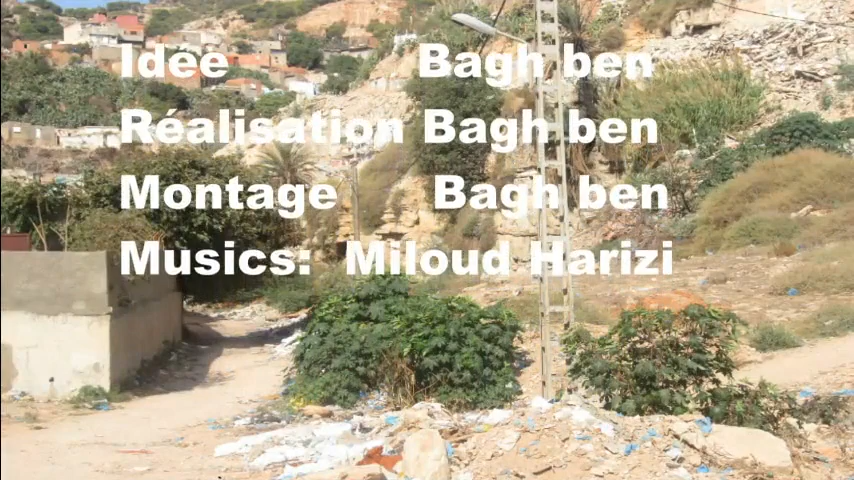 Idée Bagh ben
Réalisation Bagh ben
Montage Bagh ben
Musics: Miloud Harizi